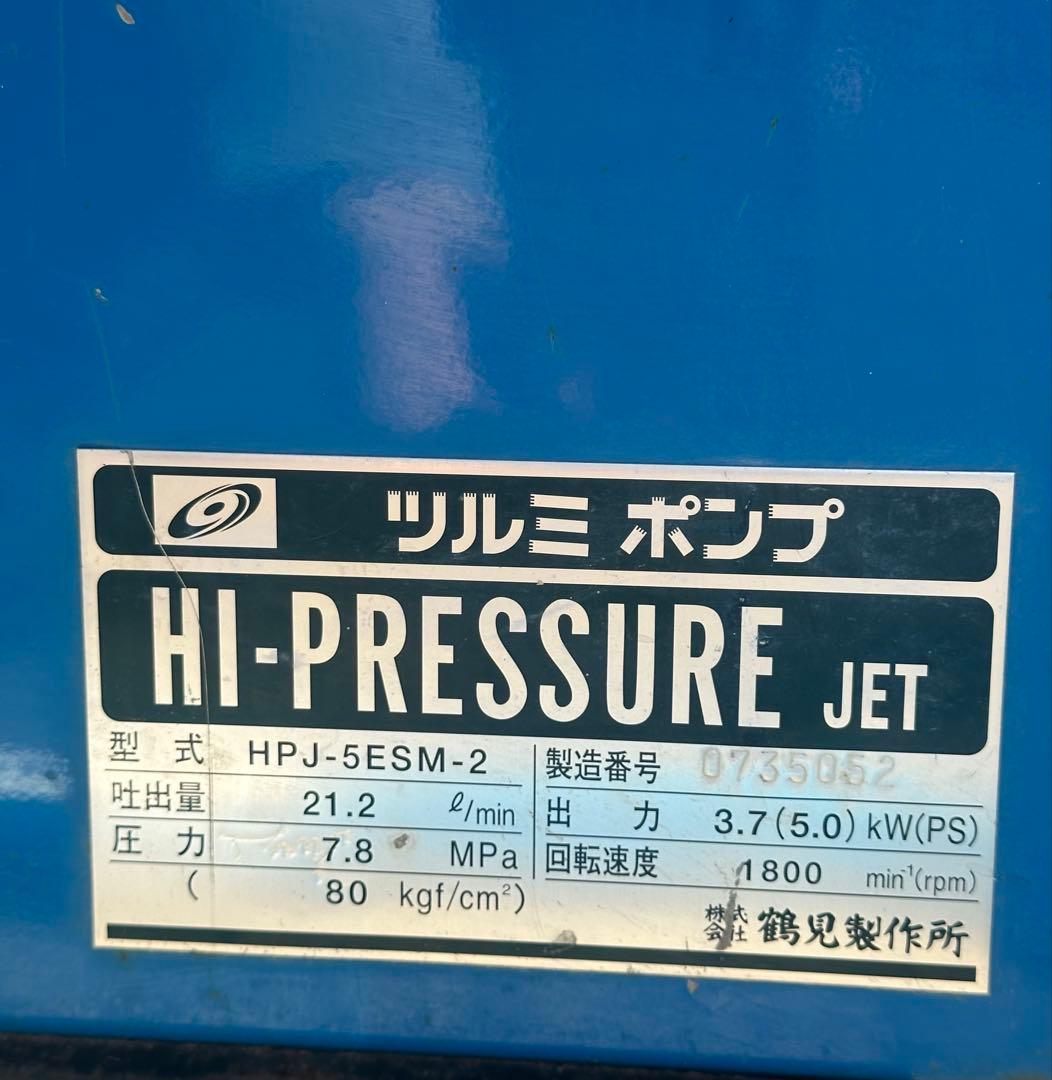 ツルミポンプ
HI-PRESSURE JET
型式 HPJ-5ESM-2 製造番号 0735052
吐出量 21.2 ℓ/min 出力 3.7(5.0)kW(PS)
圧力 7.8 MPa 回転速度 1800 min⁻¹(rpm)
( 80 kgf/cm²)
株式会社 鶴見製作所